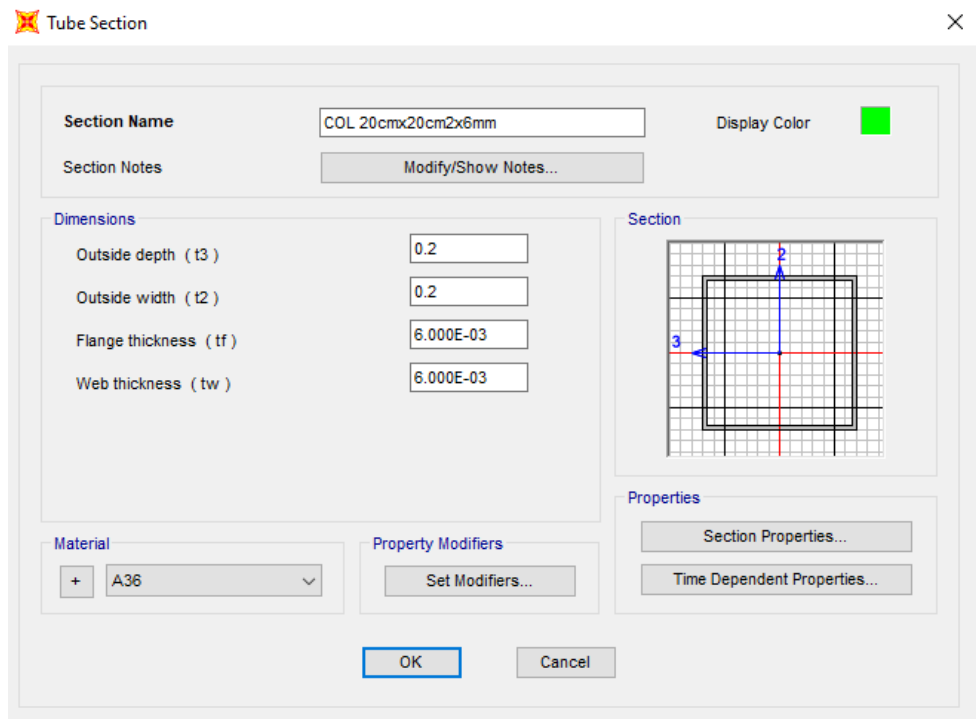 Tube Section
Section Name COL 20cmx20cm2x6mm Display Color
Section Notes Modify/Show Notes...
Dimensions
Outside depth ( t3 ) 0.2
Outside width ( t2 ) 0.2
Flange thickness ( tf ) 6.000E-03
Web thickness ( tw ) 6.000E-03
Section
2
3
Material
+ A36
Property Modifiers
Set Modifiers...
Properties
Section Properties...
Time Dependent Properties...
OK Cancel